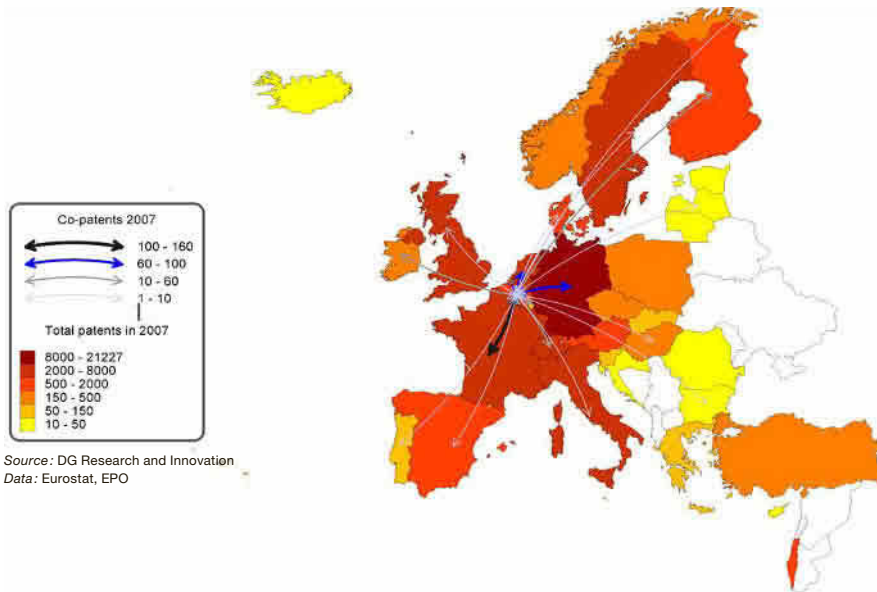 Co-patents 2007
100 - 160
60 - 100
10 - 60
1 - 10
Total patents in 2007
8000 - 21227
2000 - 8000
500 - 2000
150 - 500
50 - 150
10 - 50
Source: DG Research and Innovation
Data: Eurostat, EPO